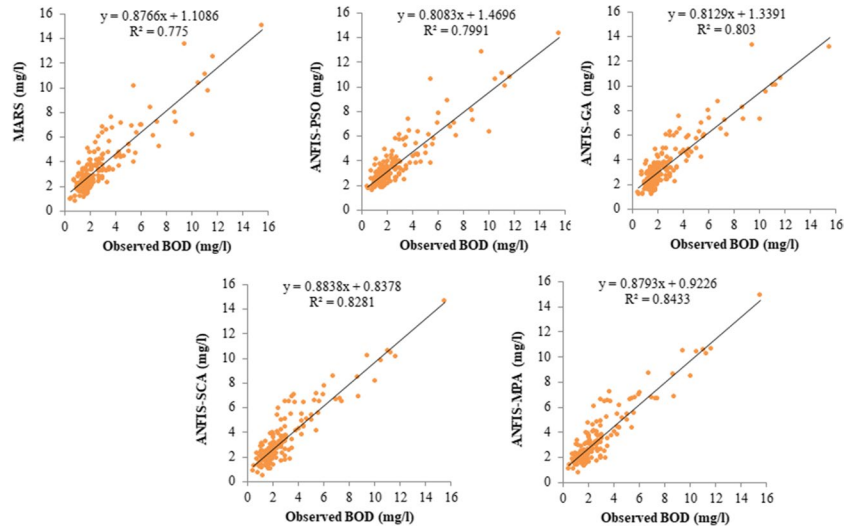 y = 0.8766x + 1.1086
R² = 0.775
16
14
12
10
8
6
4
2
0
MARS (mg/l)
0 2 4 6 8 10 12 14 16
Observed BOD (mg/l)
y = 0.8083x + 1.4696
R² = 0.7991
16
14
12
10
8
6
4
2
0
ANFIS-PSO (mg/l)
0 2 4 6 8 10 12 14 16
Observed BOD (mg/l)
y = 0.8129x + 1.3391
R² = 0.803
16
14
12
10
8
6
4
2
0
ANFIS-GA (mg/l)
0 2 4 6 8 10 12 14 16
Observed BOD (mg/l)
y = 0.8838x + 0.8378
R² = 0.8281
16
14
12
10
8
6
4
2
0
ANFIS-SCA (mg/l)
0 2 4 6 8 10 12 14 16
Observed BOD (mg/l)
y = 0.8793x + 0.9226
R² = 0.8433
16
14
12
10
8
6
4
2
0
ANFIS-MPA (mg/l)
0 2 4 6 8 10 12 14 16
Observed BOD (mg/l)